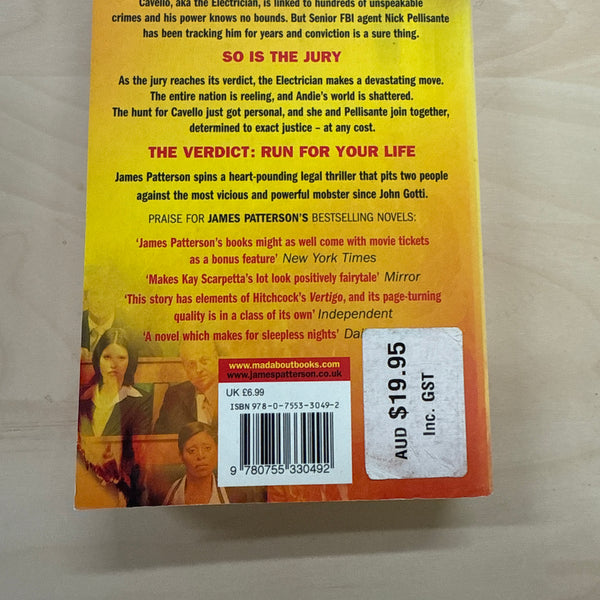 Cavello, aka the Electrician, is linked to hundreds of unspeakable
crimes and his power knows no bounds. But Senior FBI agent Nick Pellisante
has been tracking him for years and conviction is a sure thing.
SO IS THE JURY
As the jury reaches its verdict, the Electrician makes a devastating move.
The entire nation is reeling, and Andie's world is shattered.
The hunt for Cavello just got personal, and she and Pellisante join together,
determined to exact justice – at any cost.
THE VERDICT: RUN FOR YOUR LIFE
James Patterson spins a heart-pounding legal thriller that pits two people
against the most vicious and powerful mobster since John Gotti.
PRAISE FOR JAMES PATTERSON'S BESTSELLING NOVELS:
'James Patterson's books might as well come with movie tickets
as a bonus feature' New York Times
'Makes Kay Scarpetta's lot look positively fairytale' Mirror
'This story has elements of Hitchcock's Vertigo, and its page-turning
quality is in a class of its own' Independent
'A novel which makes for sleepless nights'
www.madaboutbooks.com
www.jamespatterson.co.uk
UK £6.99
ISBN 978-0-7553-3049-2
9 780755 330492
AUD $19.95
Inc. GST